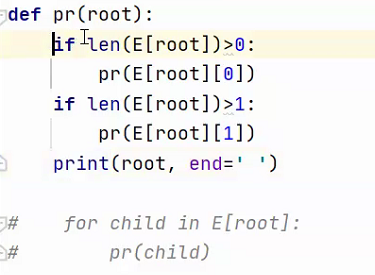 def pr(root):
    if len(E[root])>0:
        pr(E[root][0])
    if len(E[root])>1:
        pr(E[root][1])
    print(root, end=' ')
#    for child in E[root]:
#        pr(child)